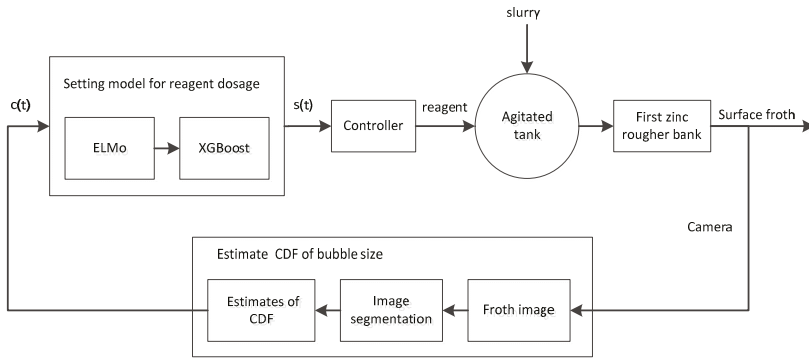 slurry
Setting model for reagent dosage
c(t)
s(t)
ELMo
XGBoost
Controller
reagent
Agitated
tank
First zinc
rougher bank
Surface froth
Camera
Estimate CDF of bubble size
Estimates of
CDF
Image
segmentation
Froth image